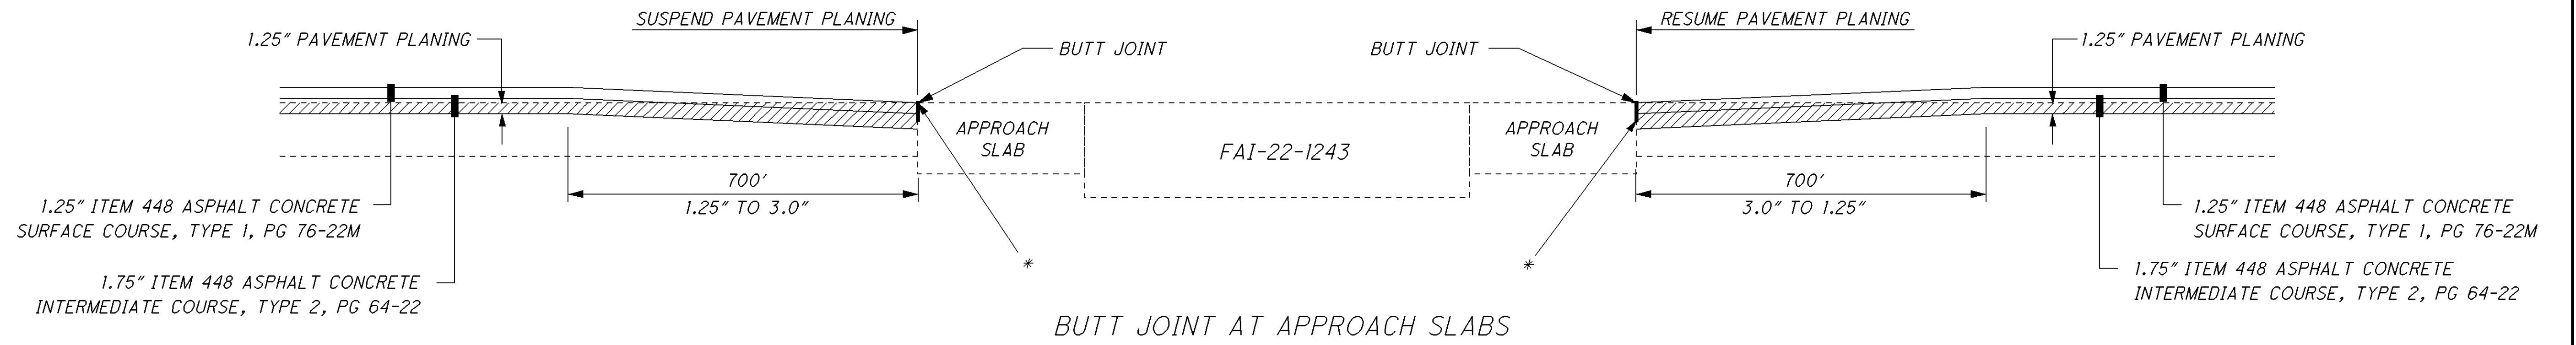 SUSPEND PAVEMENT PLANING
RESUME PAVEMENT PLANING
1.25" PAVEMENT PLANING
BUTT JOINT
BUTT JOINT
1.25" PAVEMENT PLANING
APPROACH
SLAB
FAI-22-1243
APPROACH
SLAB
700'
1.25" TO 3.0"
700'
3.0" TO 1.25"
1.25" ITEM 448 ASPHALT CONCRETE
SURFACE COURSE, TYPE 1, PG 76-22M
1.25" ITEM 448 ASPHALT CONCRETE
SURFACE COURSE, TYPE 1, PG 76-22M
*
*
1.75" ITEM 448 ASPHALT CONCRETE
INTERMEDIATE COURSE, TYPE 2, PG 64-22
1.75" ITEM 448 ASPHALT CONCRETE
INTERMEDIATE COURSE, TYPE 2, PG 64-22
BUTT JOINT AT APPROACH SLABS